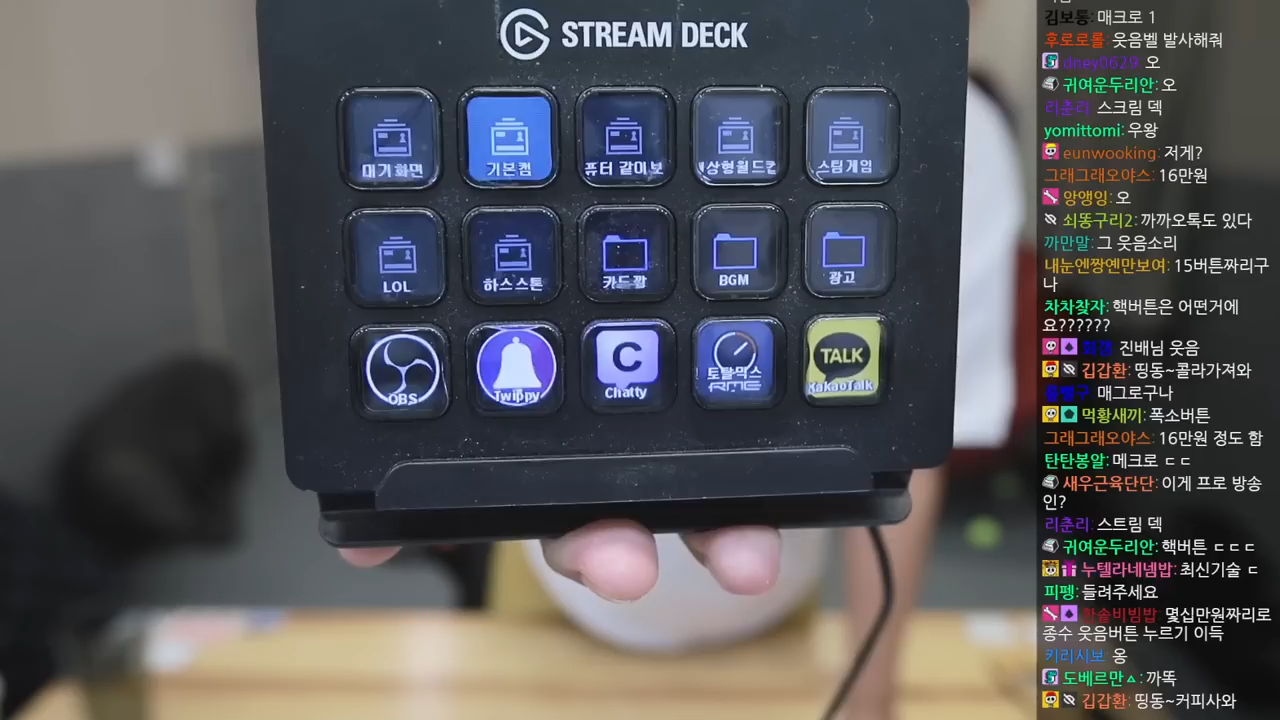 STREAM DECK
대기화면
기본캠
퓨터 같이보
상형월드컵
스팀게임
LOL
하스스톤
카드깡
BGM
광고
OBS
Twippy
Chatty
토탈믹스
RME
TALK
KakaoTalk
김보통: 매크로 1
후로로롤: 웃음벨 발사해줘
dney0629: 오
귀여운두리안: 오
리춘리: 스크림 덱
yomittomi: 우왕
eunwooking: 저게?
그래그래오야스: 16만원
앙앵잉: 오
쇠똥구리2: 까까오톡도 있다
까만말: 그 웃음소리
내눈엔짱엔만보여: 15버튼짜리구
나
차차찾자: 핵버튼은 어떤거에
요??????
진배님 웃음
깁갑환: 띵동~콜라가져와
매그로구나
먹황새끼: 폭소버튼
그래그래오야스: 16만원 정도 함
탄탄봉알: 메크로 ㄷㄷ
새우근육단단: 이게 프로 방송
인?
리춘리: 스트림 덱
귀여운두리안: 핵버튼 ㄷㄷㄷ
누텔라네넴밥: 최신기술 ㄷ
피펭: 들려주세요
한솥비빔밥: 몇십만원짜리로
종수 웃음버튼 누르기 이득
키리시보: 옹
도베르만ㅿ: 까똑
깁갑환: 띵동~커피사와